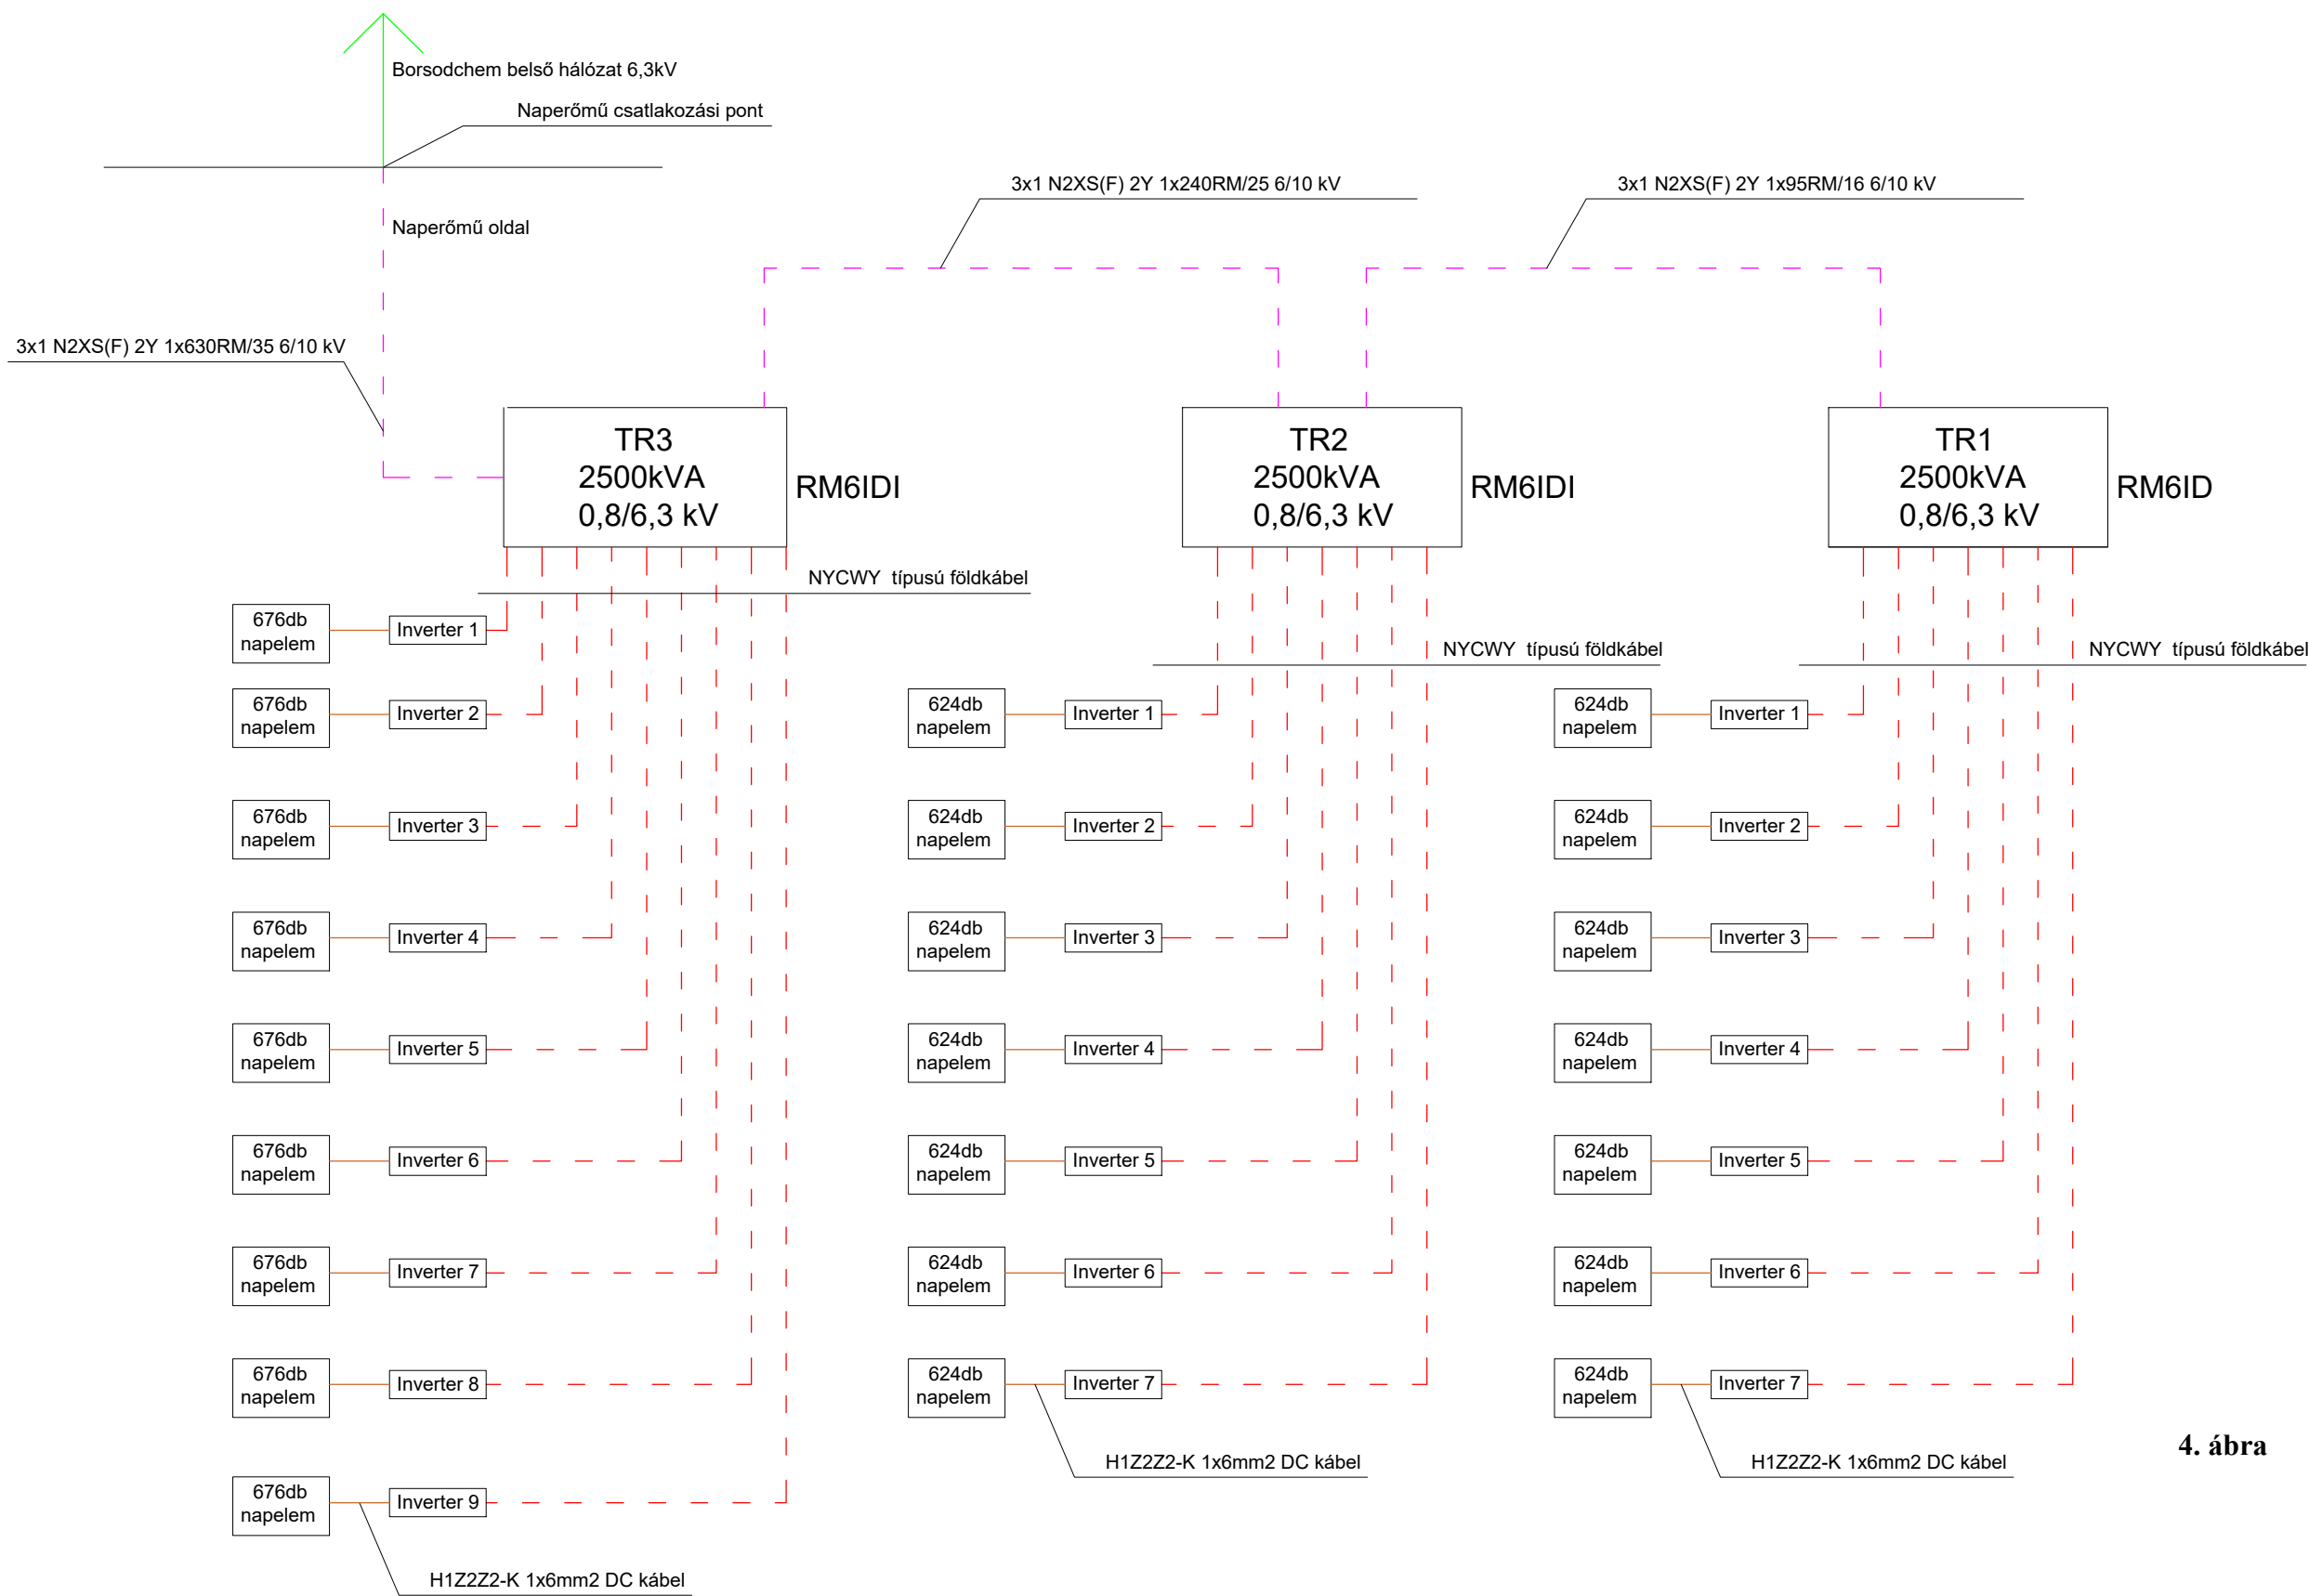 Borsodchem belső hálózat 6,3kV
Naperőmű csatlakozási pont
3x1 N2XS(F) 2Y 1x240RM/25 6/10 kV
3x1 N2XS(F) 2Y 1x95RM/16 6/10 kV
Naperőmű oldal
3x1 N2XS(F) 2Y 1x630RM/35 6/10 kV
TR3
2500kVA
0,8/6,3 kV
RM6IDI
TR2
2500kVA
0,8/6,3 kV
RM6IDI
TR1
2500kVA
0,8/6,3 kV
RM6ID
NYCWY típusú földkábel
676db
napelem
Inverter 1
676db
napelem
Inverter 2
676db
napelem
Inverter 3
676db
napelem
Inverter 4
676db
napelem
Inverter 5
676db
napelem
Inverter 6
676db
napelem
Inverter 7
676db
napelem
Inverter 8
676db
napelem
Inverter 9
H1Z2Z2-K 1x6mm2 DC kábel
NYCWY típusú földkábel
624db
napelem
Inverter 1
624db
napelem
Inverter 2
624db
napelem
Inverter 3
624db
napelem
Inverter 4
624db
napelem
Inverter 5
624db
napelem
Inverter 6
624db
napelem
Inverter 7
H1Z2Z2-K 1x6mm2 DC kábel
NYCWY típusú földkábel
624db
napelem
Inverter 1
624db
napelem
Inverter 2
624db
napelem
Inverter 3
624db
napelem
Inverter 4
624db
napelem
Inverter 5
624db
napelem
Inverter 6
624db
napelem
Inverter 7
H1Z2Z2-K 1x6mm2 DC kábel
4. ábra